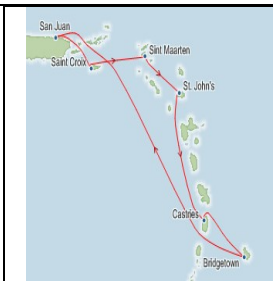 San Juan
Sint Maarten
Saint Croix
St. John's
Castries
Bridgetown